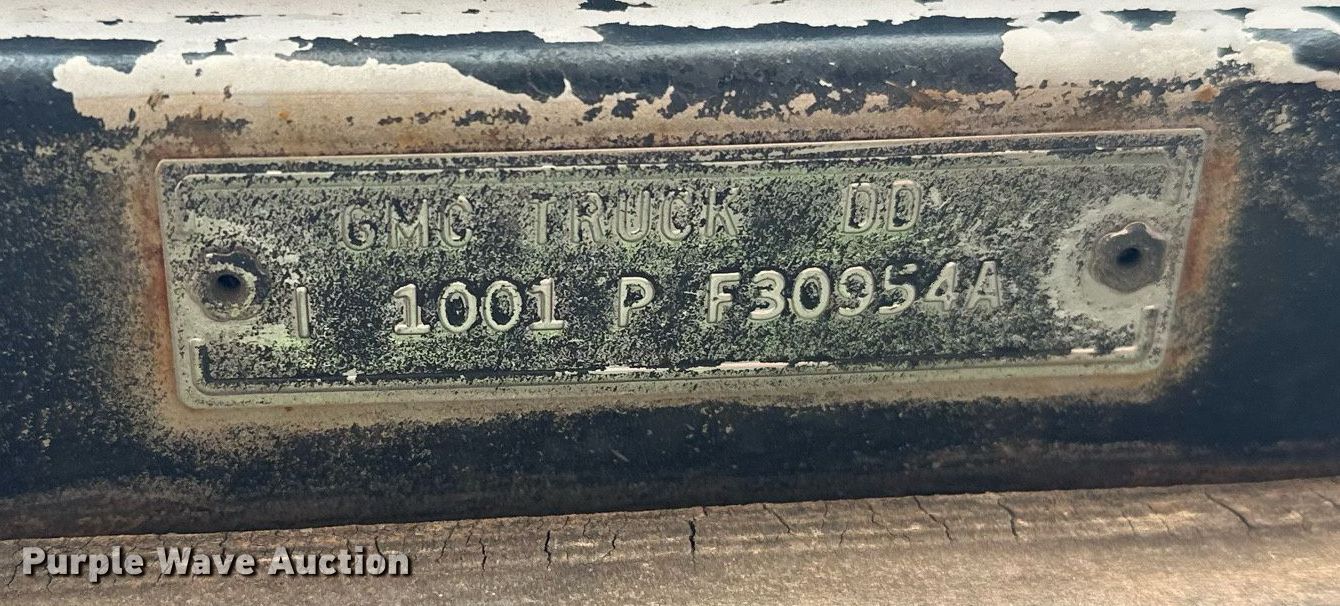 GMC TRUCK DD
I 1001 P F30954A
Purple Wave Auction